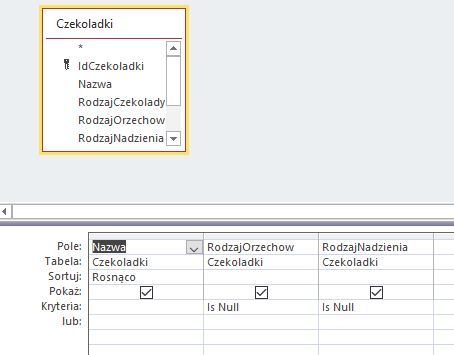 Czekoladki
*
IdCzekoladki
Nazwa
RodzajCzekolady
RodzajOrzechow
RodzajNadzienia
Pole: Nazwa RodzajOrzechow RodzajNadzienia
Tabela: Czekoladki Czekoladki Czekoladki
Sortuj: Rosnąco
Pokaż:
Kryteria: Is Null Is Null
lub: